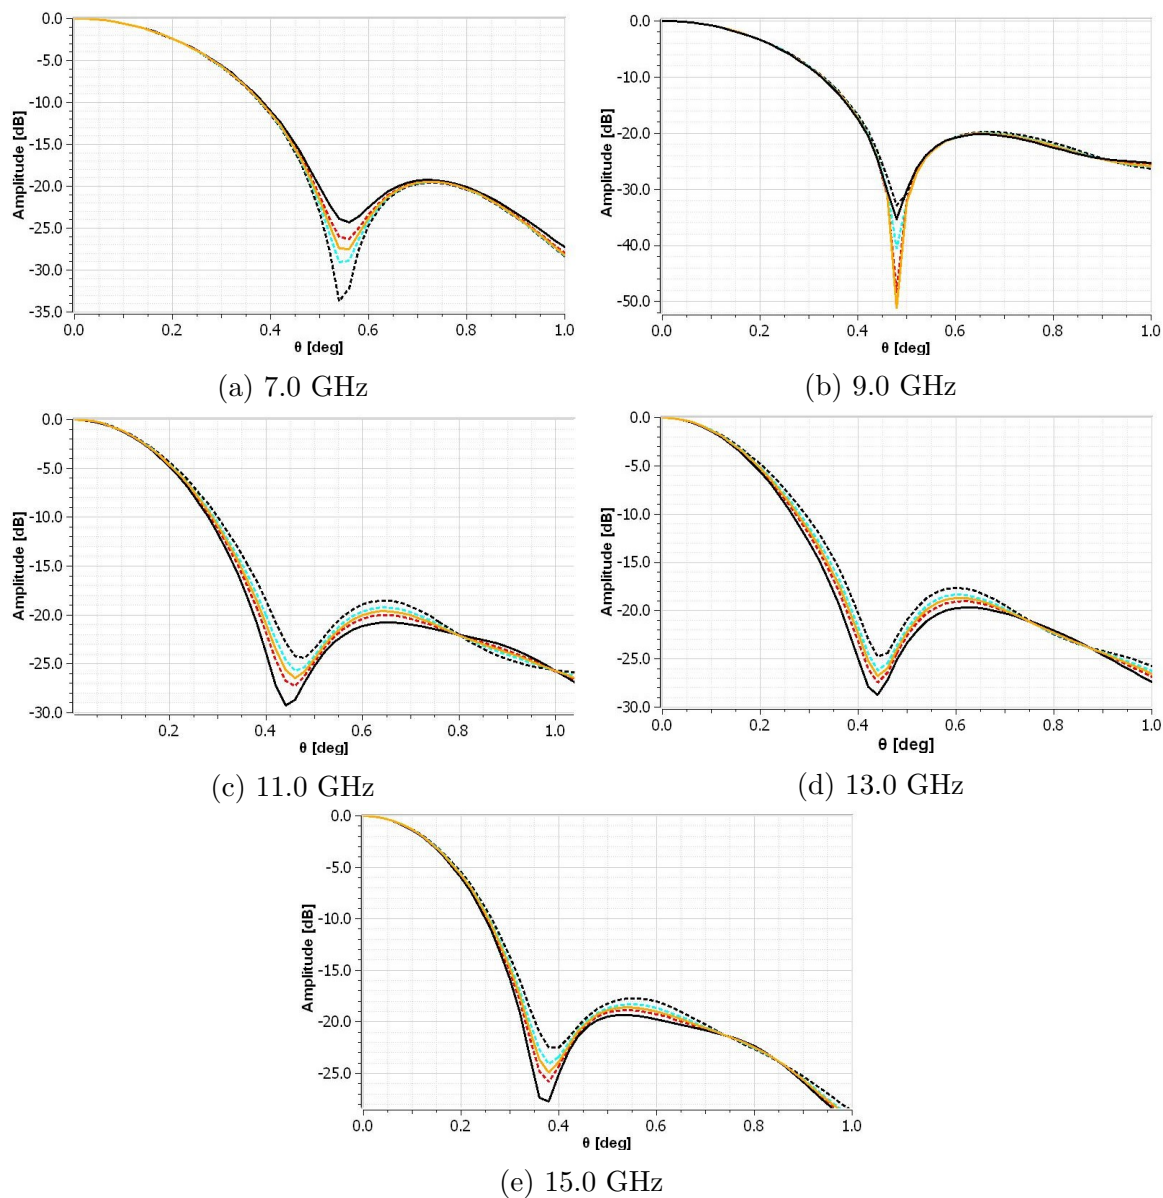 0.0
-5.0
-10.0
-15.0
-20.0
-25.0
-30.0
-35.0
Amplitude [dB]
0.0 0.2 0.4 0.6 0.8 1.0
θ [deg]
(a) 7.0 GHz
0.0
-10.0
-20.0
-30.0
-40.0
-50.0
Amplitude [dB]
0.0 0.2 0.4 0.6 0.8 1.0
θ [deg]
(b) 9.0 GHz
0.0
-5.0
-10.0
-15.0
-20.0
-25.0
-30.0
Amplitude [dB]
0.2 0.4 0.6 0.8 1.0
θ [deg]
(c) 11.0 GHz
0.0
-5.0
-10.0
-15.0
-20.0
-25.0
-30.0
Amplitude [dB]
0.0 0.2 0.4 0.6 0.8 1.0
θ [deg]
(d) 13.0 GHz
0.0
-5.0
-10.0
-15.0
-20.0
-25.0
Amplitude [dB]
0.0 0.2 0.4 0.6 0.8 1.0
θ [deg]
(e) 15.0 GHz